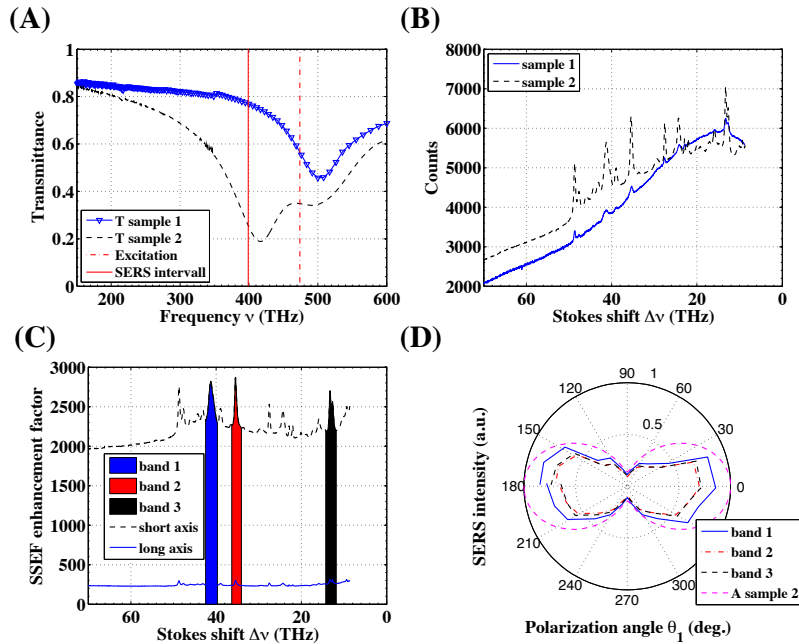 (A)
1
0.8
0.6
0.4
0.2
0
Transmittance
T sample 1
T sample 2
Excitation
SERS intervall
200 300 400 500 600
Frequency ν (THz)
(B)
8000
7000
6000
5000
4000
3000
2000
Counts
sample 1
sample 2
60 40 20 0
Stokes shift Δν (THz)
(C)
3000
2500
2000
1500
1000
500
0
SSEF enhancement factor
band 1
band 2
band 3
short axis
long axis
60 40 20 0
Stokes shift Δν (THz)
(D)
90 1
120 60
0.5
150 30
180 0
210
240 300
270
SERS intensity (a.u.)
band 1
band 2
band 3
A sample 2
Polarization angle θ1 (deg.)